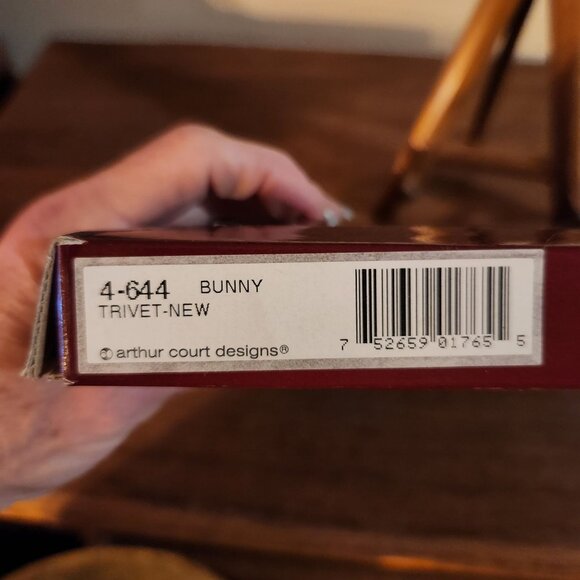 4-644 BUNNY
TRIVET-NEW
arthur court designs®
7 52659 01765 5